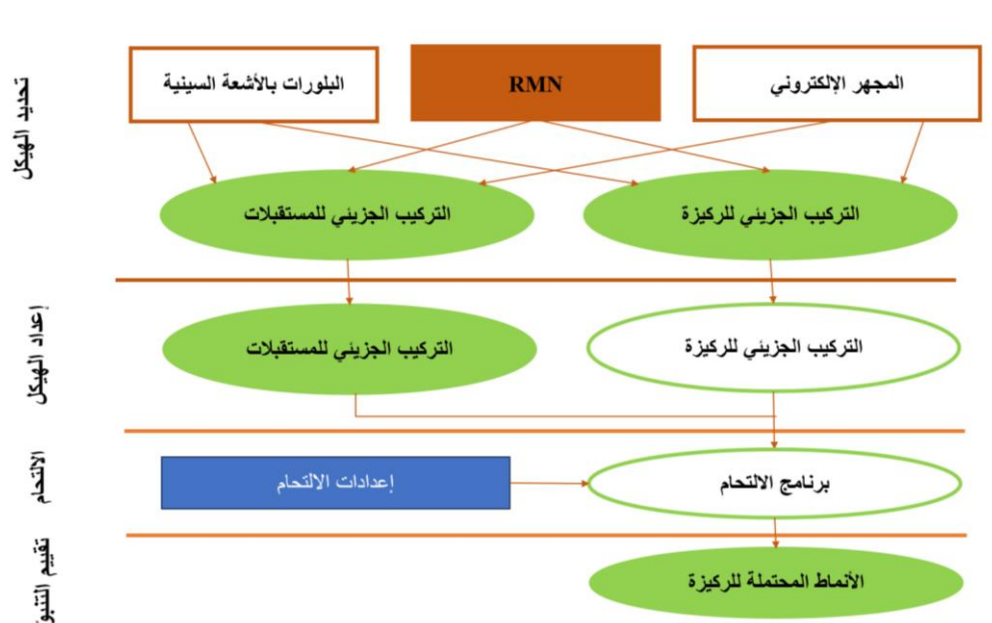 المجهر الإلكتروني
RMN
البلورات بالأشعة السينية
تحديد الهيكل
التركيب الجزيئي للركيزة
التركيب الجزيئي للمستقبلات
إعداد الهيكل
التركيب الجزيئي للركيزة
التركيب الجزيئي للمستقبلات
الالتحام
برنامج الالتحام
إعدادات الالتحام
تقييم
الأنماط المحتملة للركيزة